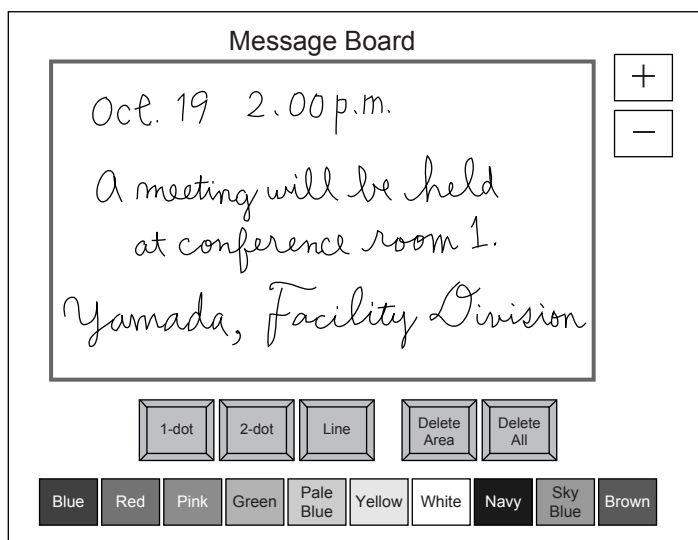 Message Board
+
−
Oct. 19 2.00 p.m.
A meeting will be held
at conference room 1.
Yamada, Facility Division
1-dot 2-dot Line Delete Area Delete All
Blue Red Pink Green Pale Blue Yellow White Navy Sky Blue Brown